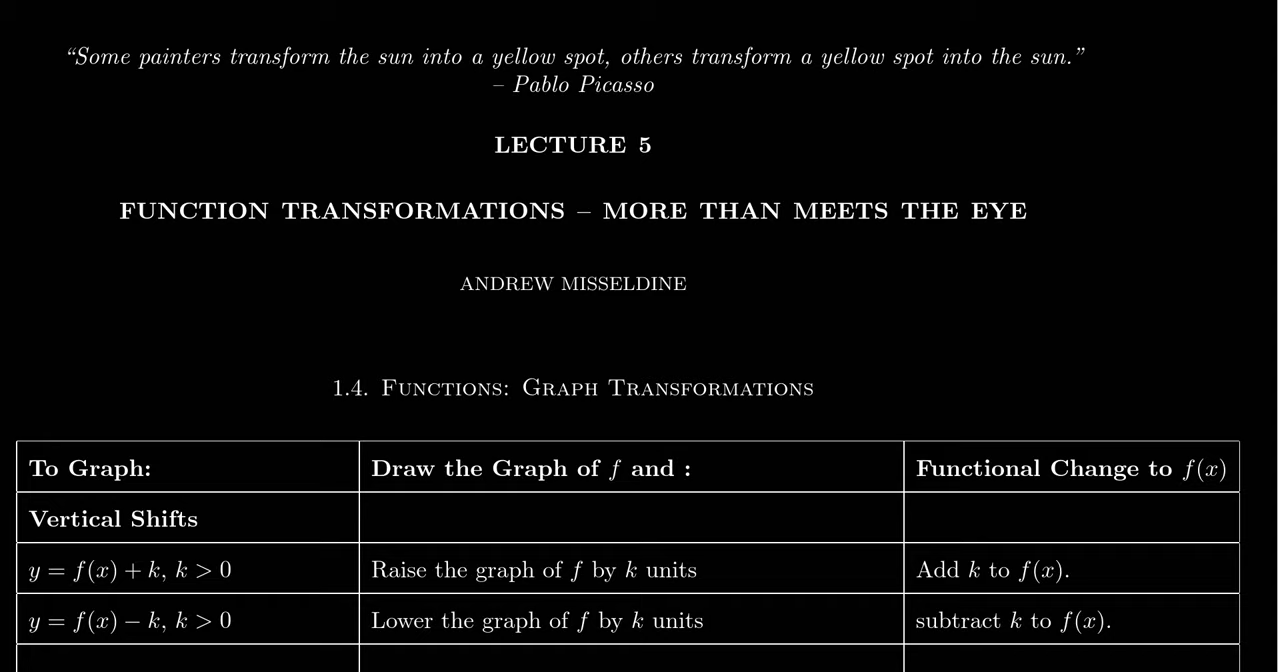 “Some painters transform the sun into a yellow spot, others transform a yellow spot into the sun.”
– Pablo Picasso
LECTURE 5
FUNCTION TRANSFORMATIONS – MORE THAN MEETS THE EYE
ANDREW MISSELDINE
1.4. Functions: Graph Transformations
To Graph: Draw the Graph of f and : Functional Change to f(x)
Vertical Shifts
y = f(x) + k, k > 0 Raise the graph of f by k units Add k to f(x).
y = f(x) − k, k > 0 Lower the graph of f by k units subtract k to f(x).